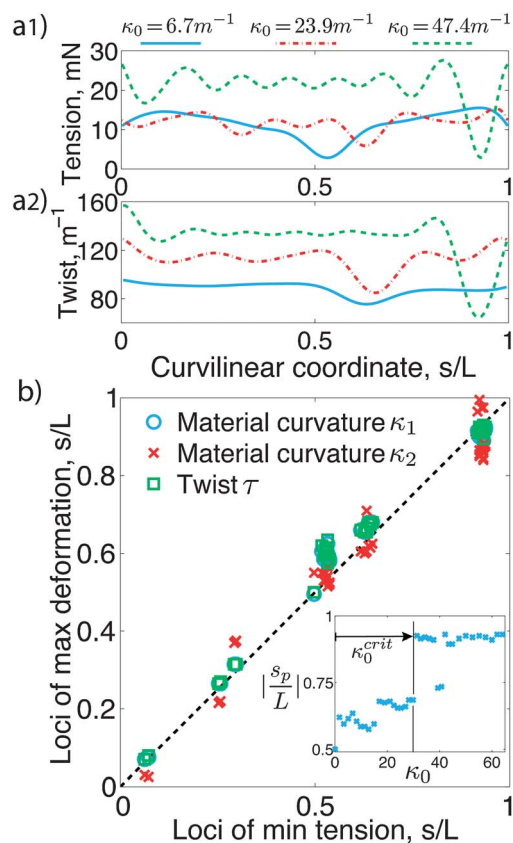 a1) κ₀=6.7m⁻¹ κ₀=23.9m⁻¹ κ₀=47.4m⁻¹
Tension, mN
30
20
10
0
0 0.5 1
a2)
Twist, m⁻¹
160
120
80
0 0.5 1
Curvilinear coordinate, s/L
b)
Loci of max deformation, s/L
1
0.8
0.6
0.4
0.2
0
Material curvature κ₁
Material curvature κ₂
Twist τ
|s_p/L|
1
0.75
0.5
κ₀^crit
0 20 40 60
κ₀
0 0.5 1
Loci of min tension, s/L